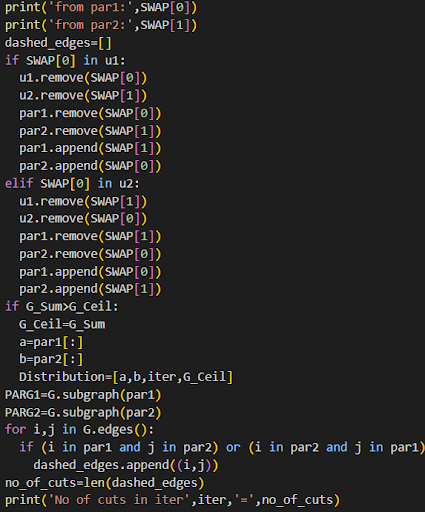 print('from par1:',SWAP[0])
print('from par2:',SWAP[1])
dashed_edges=[]
if SWAP[0] in u1:
  u1.remove(SWAP[0])
  u2.remove(SWAP[1])
  par1.remove(SWAP[0])
  par2.remove(SWAP[1])
  par1.append(SWAP[1])
  par2.append(SWAP[0])
elif SWAP[0] in u2:
  u1.remove(SWAP[1])
  u2.remove(SWAP[0])
  par1.remove(SWAP[1])
  par2.remove(SWAP[0])
  par1.append(SWAP[0])
  par2.append(SWAP[1])
if G_Sum>G_Ceil:
  G_Ceil=G_Sum
  a=par1[:]
  b=par2[:]
  Distribution=[a,b,iter,G_Ceil]
PARG1=G.subgraph(par1)
PARG2=G.subgraph(par2)
for i,j in G.edges():
  if (i in par1 and j in par2) or (i in par2 and j in par1)
    dashed_edges.append((i,j))
no_of_cuts=len(dashed_edges)
print('No of cuts in iter',iter,'=',no_of_cuts)